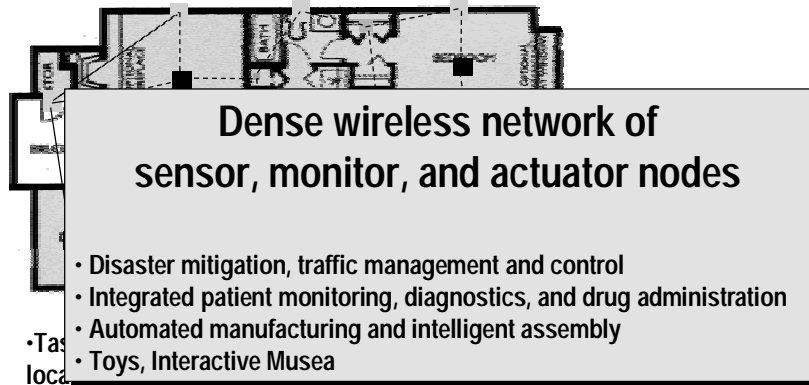 BATH
Dense wireless network of
sensor, monitor, and actuator nodes
• Disaster mitigation, traffic management and control
• Integrated patient monitoring, diagnostics, and drug administration
• Automated manufacturing and intelligent assembly
• Toys, Interactive Musea